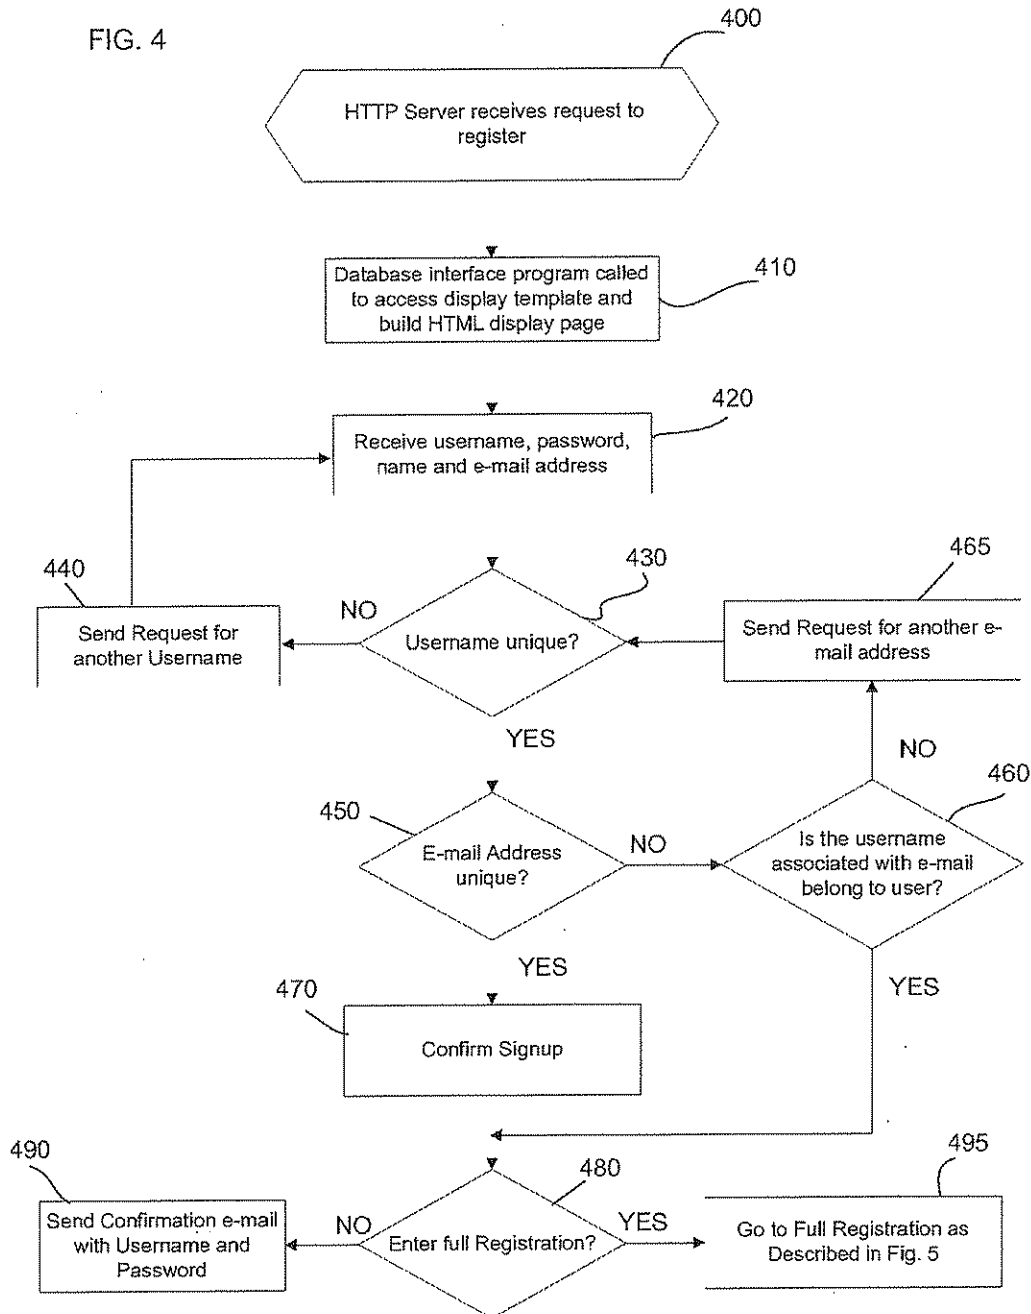 FIG. 4
400
HTTP Server receives request to
register
410
Database interface program called
to access display template and
build HTML display page
420
Receive username, password,
name and e-mail address
430
Username unique?
NO
440
Send Request for
another Username
465
Send Request for another e-
mail address
YES
NO
450
E-mail Address
unique?
NO
460
Is the username
associated with e-mail
belong to user?
YES
YES
470
Confirm Signup
480
Enter full Registration?
NO
490
Send Confirmation e-mail
with Username and
Password
YES
495
Go to Full Registration as
Described in Fig. 5